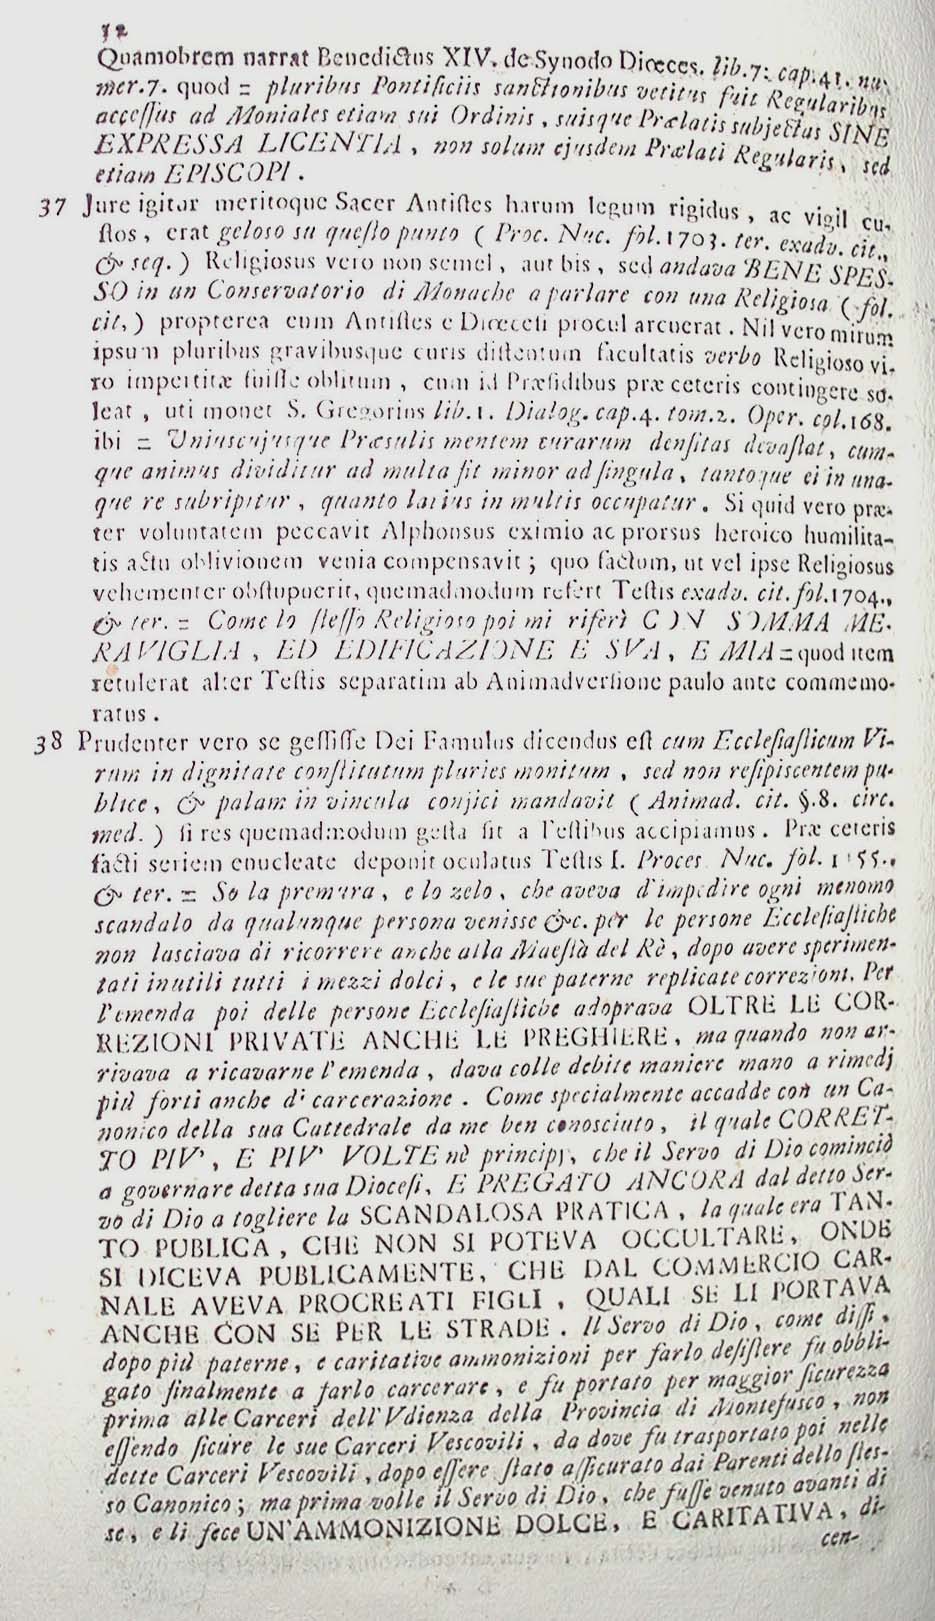 12
Quamobrem narrat Benedictus XIV. de Synodo Diœces. lib.7. cap.41. nu-
mer.7. quod = pluribus Pontificiis sanctionibus vetitus fuit Regularibus
accessus ad Moniales etiam sui Ordinis, suisque Prælatis subjectas SINE
EXPRESSA LICENTIA, non solum ejusdem Prælati Regularis, sed
etiam EPISCOPI.
37 Jure igitur meritoque Sacer Antistes harum legum rigidus, ac vigil cu-
stos, erat geloso su questo punto ( Proc. Nuc. fol.1703. ter. exadv. cit.,
& seq. ) Religiosus vero non semel, aut bis, sed andava BENE SPES-
SO in un Conservatorio di Monache a parlare con una Religiosa ( fol.
cit, ) propterea eum Antistes e Diœcesi procul arcuerat. Nil vero mirum
ipsum pluribus gravibusque curis distentum facultatis verbo Religioso vi-
ro impertitæ fuisse oblitum, cum id Præsidibus præ ceteris contingere so-
leat, uti monet S. Gregorius lib.1. Dialog. cap.4. tom.2. Oper. col.168.
ibi = Uniuscujusque Præsulis mentem curarum densitas devastat, cum-
que animus dividitur ad multa fit minor ad singula, tantoque ei in una-
que re subripitur, quanto latius in multis occupatur. Si quid vero præ-
ter voluntatem peccavit Alphonsus eximio ac prorsus heroico humilita-
tis actu oblivionem venia compensavit; quo factum, ut vel ipse Religiosus
vehementer obstupuerit, quemadmodum refert Testis exadv. cit. fol.1704.,
& ter. = Come lo stesso Religioso poi mi riferì CON SOMMA ME-
RAVIGLIA, ED EDIFICAZIONE E SVA, E MIA = quod item
retulerat alter Testis separatim ab Animadversione paulo ante commemo-
ratus.
38 Prudenter vero se gessisse Dei Famulus dicendus est cum Ecclesiasticum Vi-
rum in dignitate constitutum pluries monitum, sed non resipiscentem pu-
blice, & palam in vincula conjici mandavit ( Animad. cit. §.8. circ.
med. ) si res quemadmodum gesta sit a Testibus accipiamus. Præ ceteris
facti seriem enucleate deponit oculatus Testis I. Proces. Nuc. fol.
& ter. = So la premura, e lo zelo, che aveva d'impedire ogni menomo
scandalo da qualunque persona venisse &c. per le persone Ecclesiastiche
non lasciava di ricorrere anche alla Maestà del Rè, dopo avere sperimen-
tati inutili tutti i mezzi dolci, e le sue paterne replicate correzioni. Per
l'emenda poi delle persone Ecclesiastiche adoprava OLTRE LE COR-
REZIONI PRIVATE ANCHE LE PREGHIERE, ma quando non ar-
rivava a ricavarne l'emenda, dava colle debite maniere mano a rimedj
più forti anche di carcerazione. Come specialmente accadde con un Ca-
nonico della sua Cattedrale da me ben conosciuto, il quale CORRET-
TO PIV', E PIV' VOLTE nè principj, che il Servo di Dio cominciò
a governare detta sua Diocesi, E PREGATO ANCORA dal detto Ser-
vo di Dio a togliere la SCANDALOSA PRATICA, la quale era TAN-
TO PUBLICA, CHE NON SI POTEVA OCCULTARE, ONDE
SI DICEVA PUBLICAMENTE, CHE DAL COMMERCIO CAR-
NALE AVEVA PROCREATI FIGLI, QUALI SE LI PORTAVA
ANCHE CON SE PER LE STRADE. Il Servo di Dio, come dissi,
dopo più paterne, e caritative ammonizioni per farlo desistere fu obbli-
gato finalmente a farlo carcerare, e fu portato per maggior sicurezza
prima alle Carceri dell'Vdienza della Provincia di Montefusco, non
essendo sicure le sue Carceri Vescovili, da dove fu trasportato poi nelle
dette Carceri Vescovili, dopo essere stato assicurato dai Parenti dello stes-
so Canonico; ma prima volle il Servo di Dio, che fusse venuto avanti di
se, e li fece UN'AMMONIZIONE DOLCE, E CARITATIVA, di-
cen-